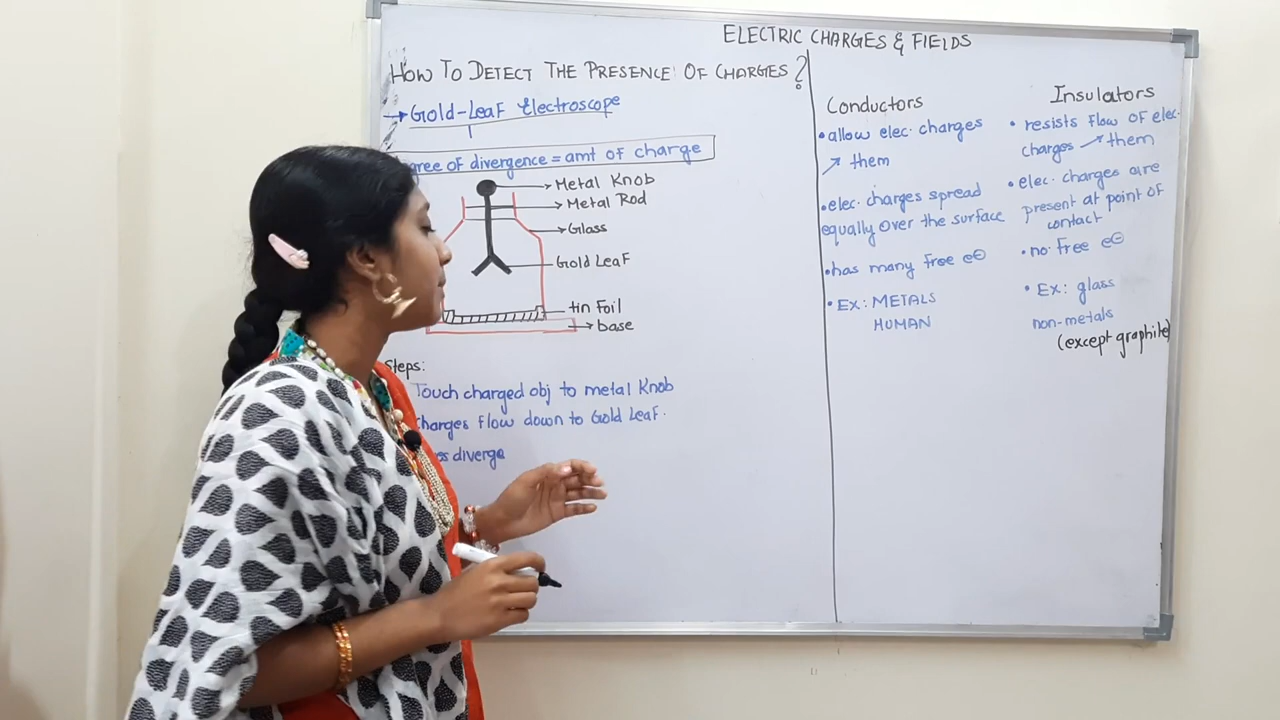 ELECTRIC CHARGES & FIELDS
HOW TO DETECT THE PRESENCE OF CHARGES?
→ Gold-Leaf Electroscope
gree of divergence = amt of charge
Metal Knob
Metal Rod
Glass
Gold Leaf
tin Foil
base
Steps:
Touch charged obj to metal Knob
charges flow down to Gold Leaf.
es diverge
Conductors
• allow elec. charges
↗ them
• elec. charges spread
equally over the surface
• has many free e⊖
• Ex: METALS
HUMAN
Insulators
• resists flow of elec.
charges ↗ them
• elec. charges are
present at point of
contact
• no free e⊖
• Ex: glass
non-metals
(except graphite)